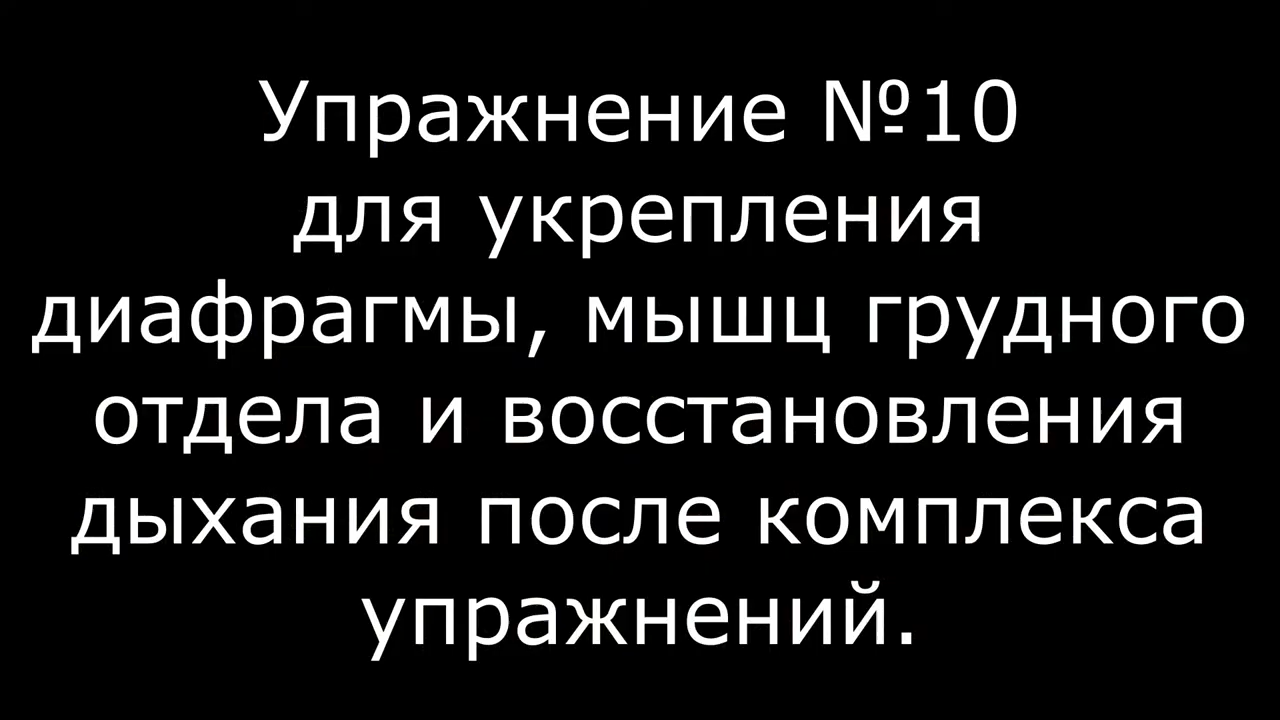 Упражнение №10
для укрепления
диафрагмы, мышц грудного
отдела и восстановления
дыхания после комплекса
упражнений.